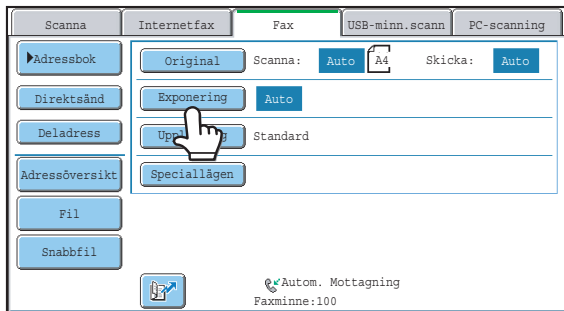 Scanna Internetfax Fax USB-minn.scann PC-scanning
Adressbok Original Scanna: Auto A4 Skicka: Auto
Direktsänd Exponering Auto
Deladress Standard
Adressöversikt Speciallägen
Fil
Snabbfil
Autom. Mottagning
Faxminne:100